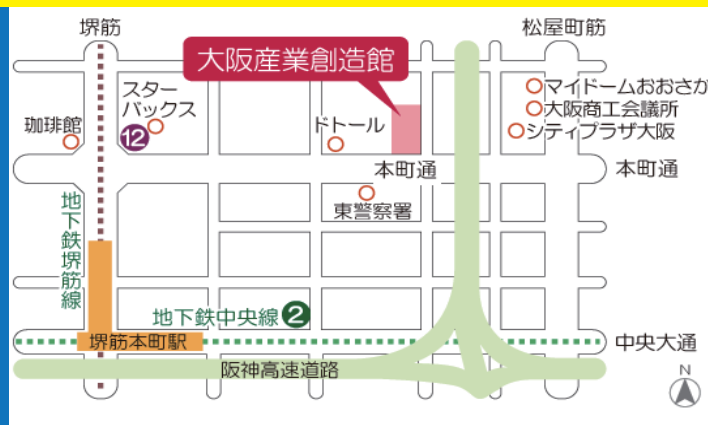 堺筋
松屋町筋
大阪産業創造館
スター
バックス
マイドームおおさか
大阪商工会議所
シティプラザ大阪
珈琲館
12
ドトール
本町通
本町通
東警察署
地下鉄堺筋線
地下鉄中央線2
堺筋本町駅
中央大通
阪神高速道路
N